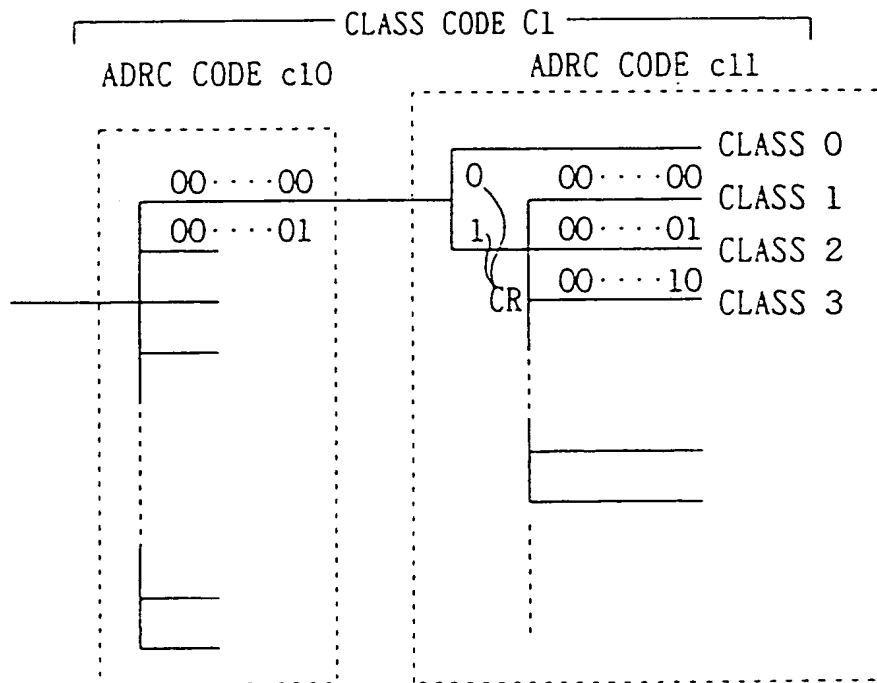 CLASS CODE C1
ADRC CODE c10
ADRC CODE c11
CLASS 0
00····00
0
00····00
CLASS 1
00····01
1
00····01
CLASS 2
CR
00····10
CLASS 3